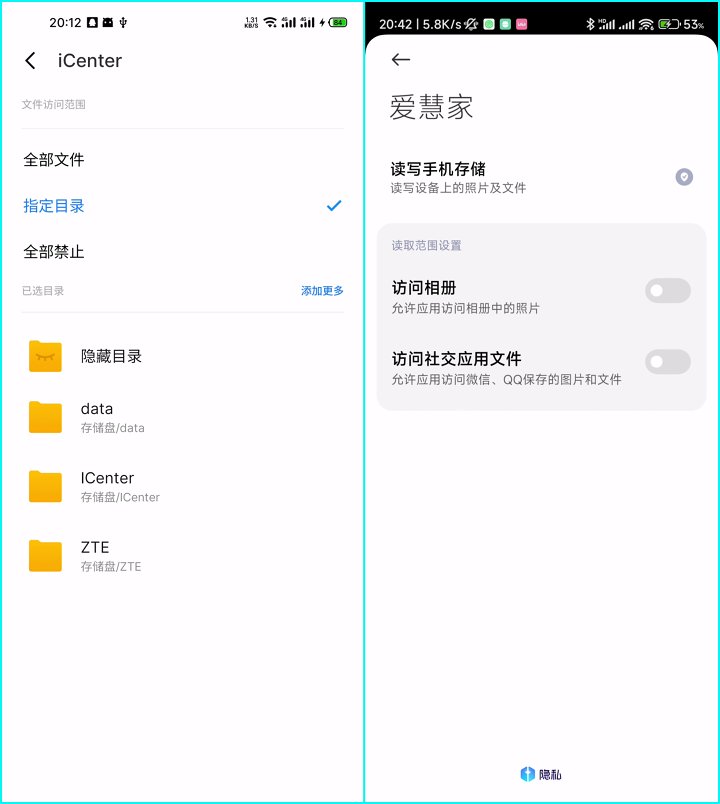 20:12
1.31 KB/S 4G 4G 84
iCenter
文件访问范围
全部文件
指定目录
全部禁止
已选目录 添加更多
隐藏目录
data
存储盘/data
ICenter
存储盘/ICenter
ZTE
存储盘/ZTE
20:42 | 5.8K/s
HD 53%
爱慧家
读写手机存储
读写设备上的照片及文件
读取范围设置
访问相册
允许应用访问相册中的照片
访问社交应用文件
允许应用访问微信、QQ保存的图片和文件
隐私